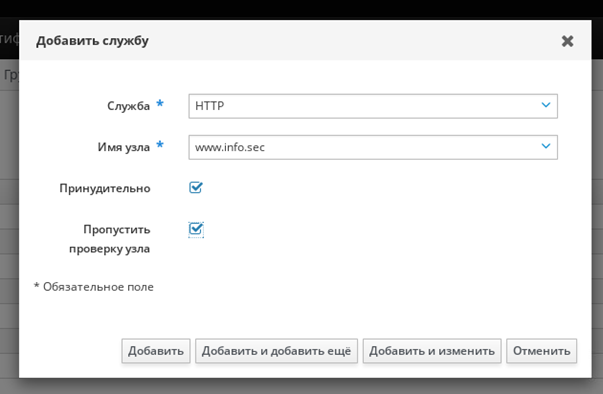 тиф
Добавить службу
Гр
Служба *
HTTP
Имя узла *
www.info.sec
Принудительно
Пропустить
проверку узла
* Обязательное поле
Добавить
Добавить и добавить ещё
Добавить и изменить
Отменить